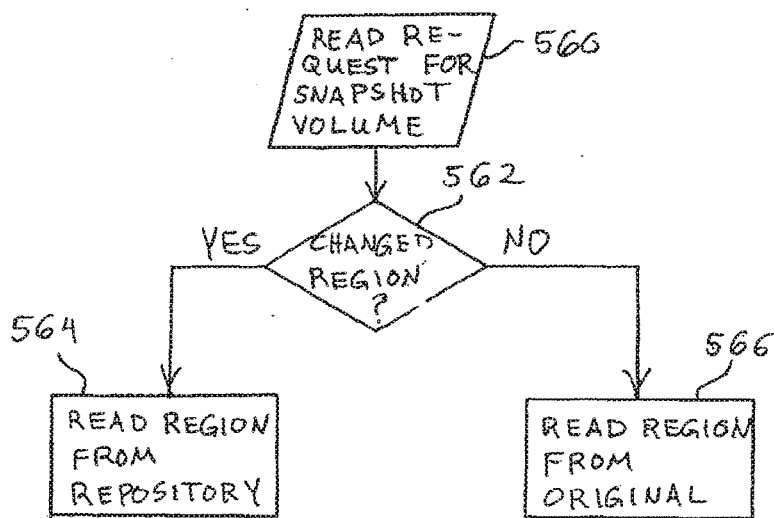 READ RE-
QUEST FOR
SNAPSHOT
VOLUME
560
562
YES
CHANGED
REGION
?
NO
564
566
READ REGION
FROM
REPOSITORY
READ REGION
FROM
ORIGINAL